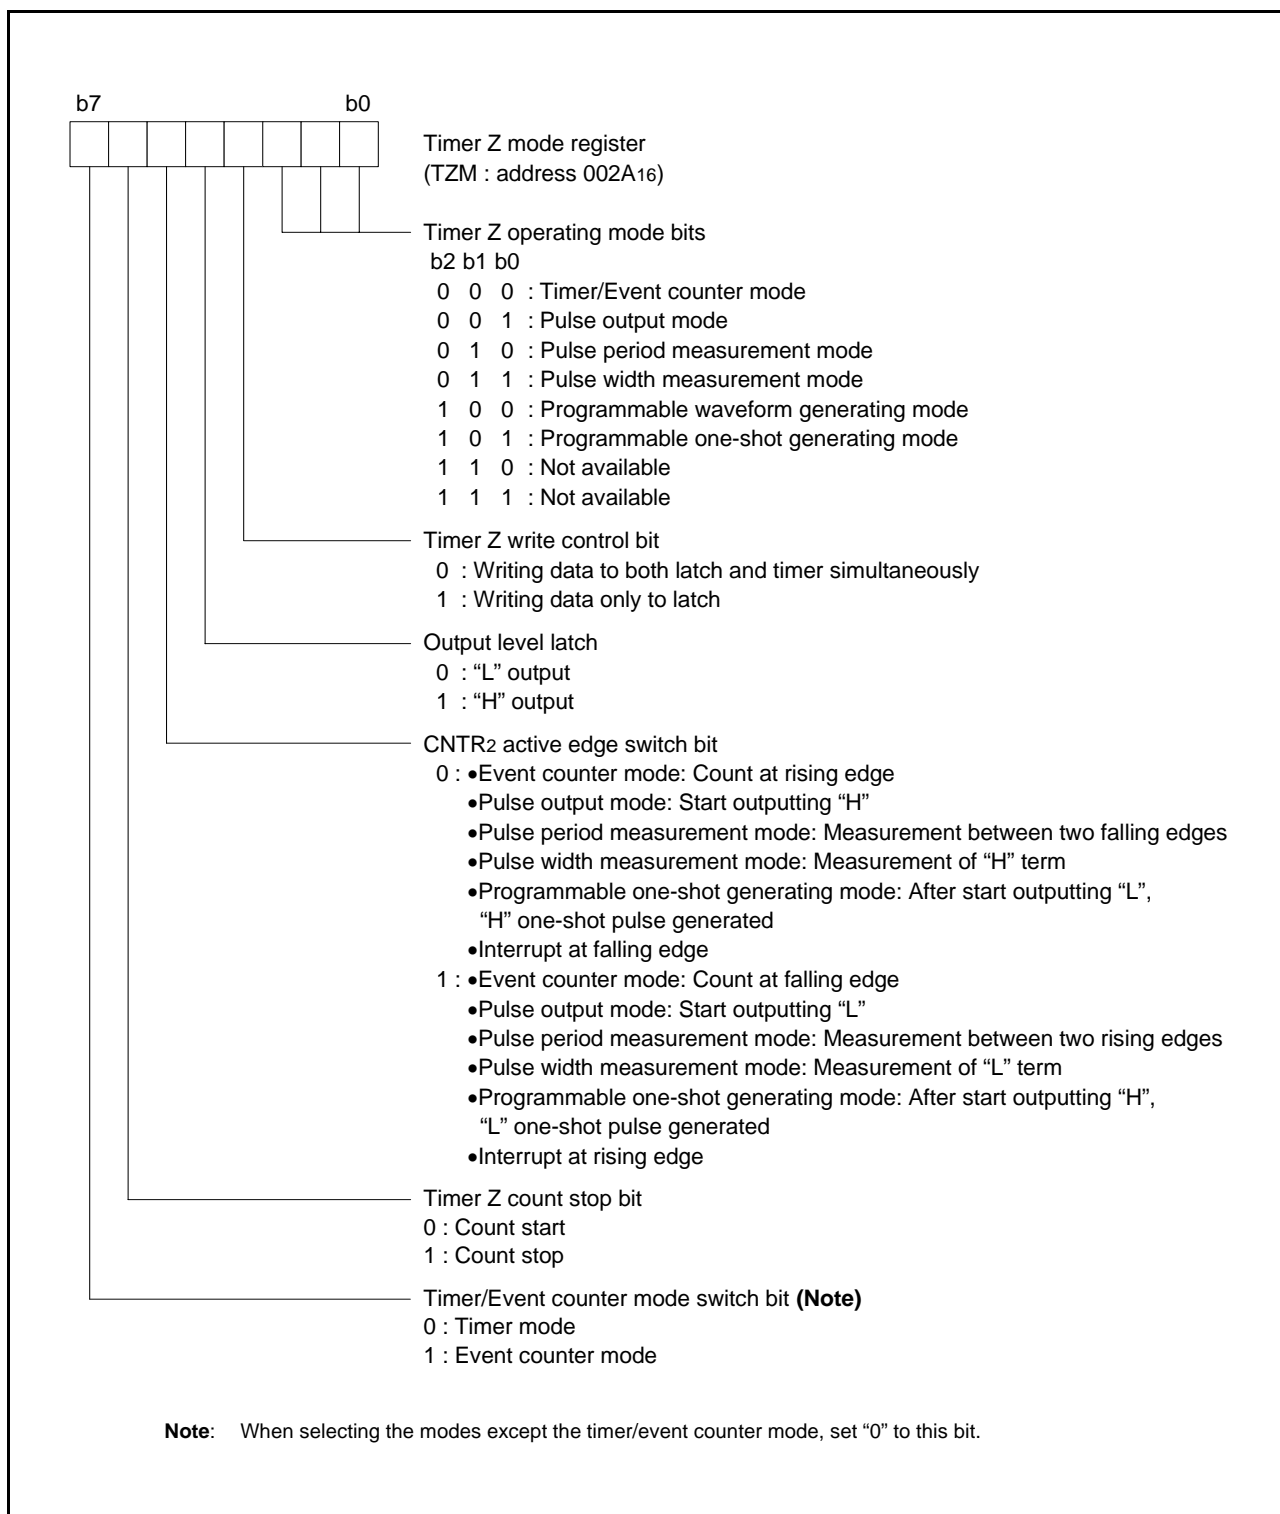 b7 b0
Timer Z mode register
(TZM : address 002A16)
Timer Z operating mode bits
b2 b1 b0
0 0 0 : Timer/Event counter mode
0 0 1 : Pulse output mode
0 1 0 : Pulse period measurement mode
0 1 1 : Pulse width measurement mode
1 0 0 : Programmable waveform generating mode
1 0 1 : Programmable one-shot generating mode
1 1 0 : Not available
1 1 1 : Not available
Timer Z write control bit
0 : Writing data to both latch and timer simultaneously
1 : Writing data only to latch
Output level latch
0 : “L” output
1 : “H” output
CNTR2 active edge switch bit
0 : •Event counter mode: Count at rising edge
•Pulse output mode: Start outputting “H”
•Pulse period measurement mode: Measurement between two falling edges
•Pulse width measurement mode: Measurement of “H” term
•Programmable one-shot generating mode: After start outputting “L”,
“H” one-shot pulse generated
•Interrupt at falling edge
1 : •Event counter mode: Count at falling edge
•Pulse output mode: Start outputting “L”
•Pulse period measurement mode: Measurement between two rising edges
•Pulse width measurement mode: Measurement of “L” term
•Programmable one-shot generating mode: After start outputting “H”,
“L” one-shot pulse generated
•Interrupt at rising edge
Timer Z count stop bit
0 : Count start
1 : Count stop
Timer/Event counter mode switch bit (Note)
0 : Timer mode
1 : Event counter mode
Note: When selecting the modes except the timer/event counter mode, set “0” to this bit.